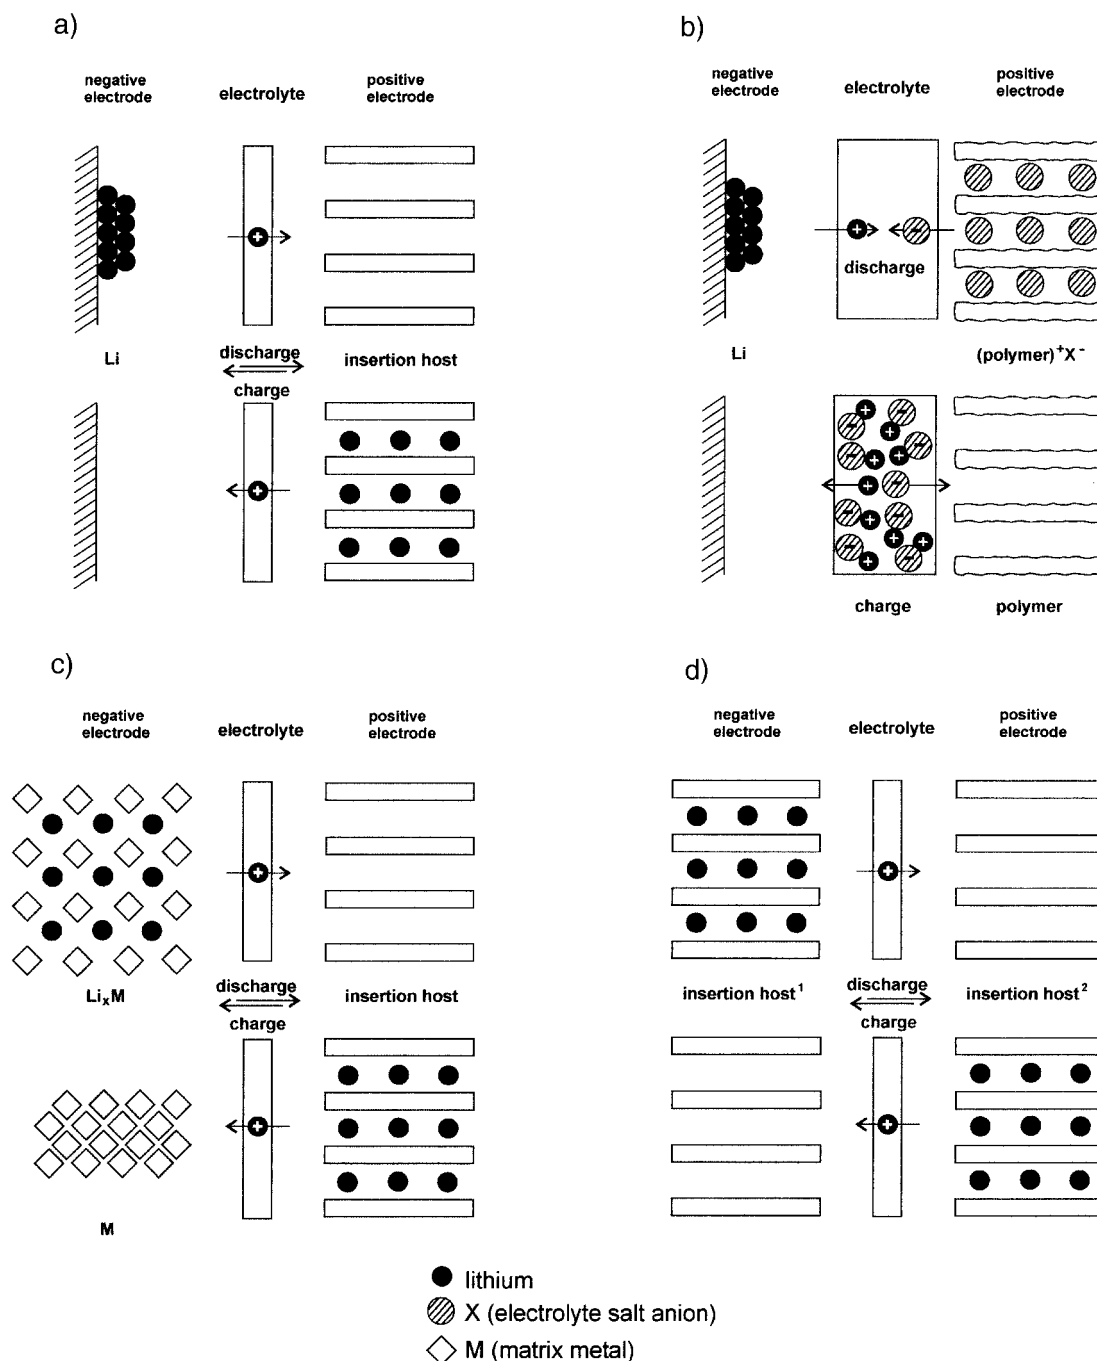 a)
negative
electrode
electrolyte
positive
electrode
+
Li
discharge
charge
insertion host
+
b)
negative
electrode
electrolyte
positive
electrode
+ -
discharge
Li
(polymer)⁺X⁻
+ -
- +
- + + -
+ -
- + -
+ +
- + -
charge
polymer
c)
negative
electrode
electrolyte
positive
electrode
+
LiₓM
discharge
charge
insertion host
+
M
d)
negative
electrode
electrolyte
positive
electrode
+
insertion host¹
discharge
charge
insertion host²
+
lithium
X (electrolyte salt anion)
M (matrix metal)